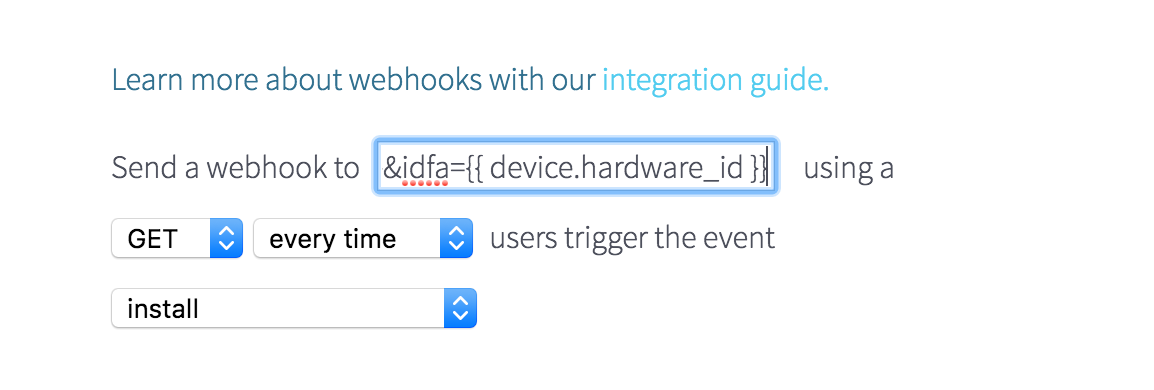 Learn more about webhooks with our integration guide.
Send a webhook to &idfa={{ device.hardware_id }} using a
GET every time users trigger the event
install